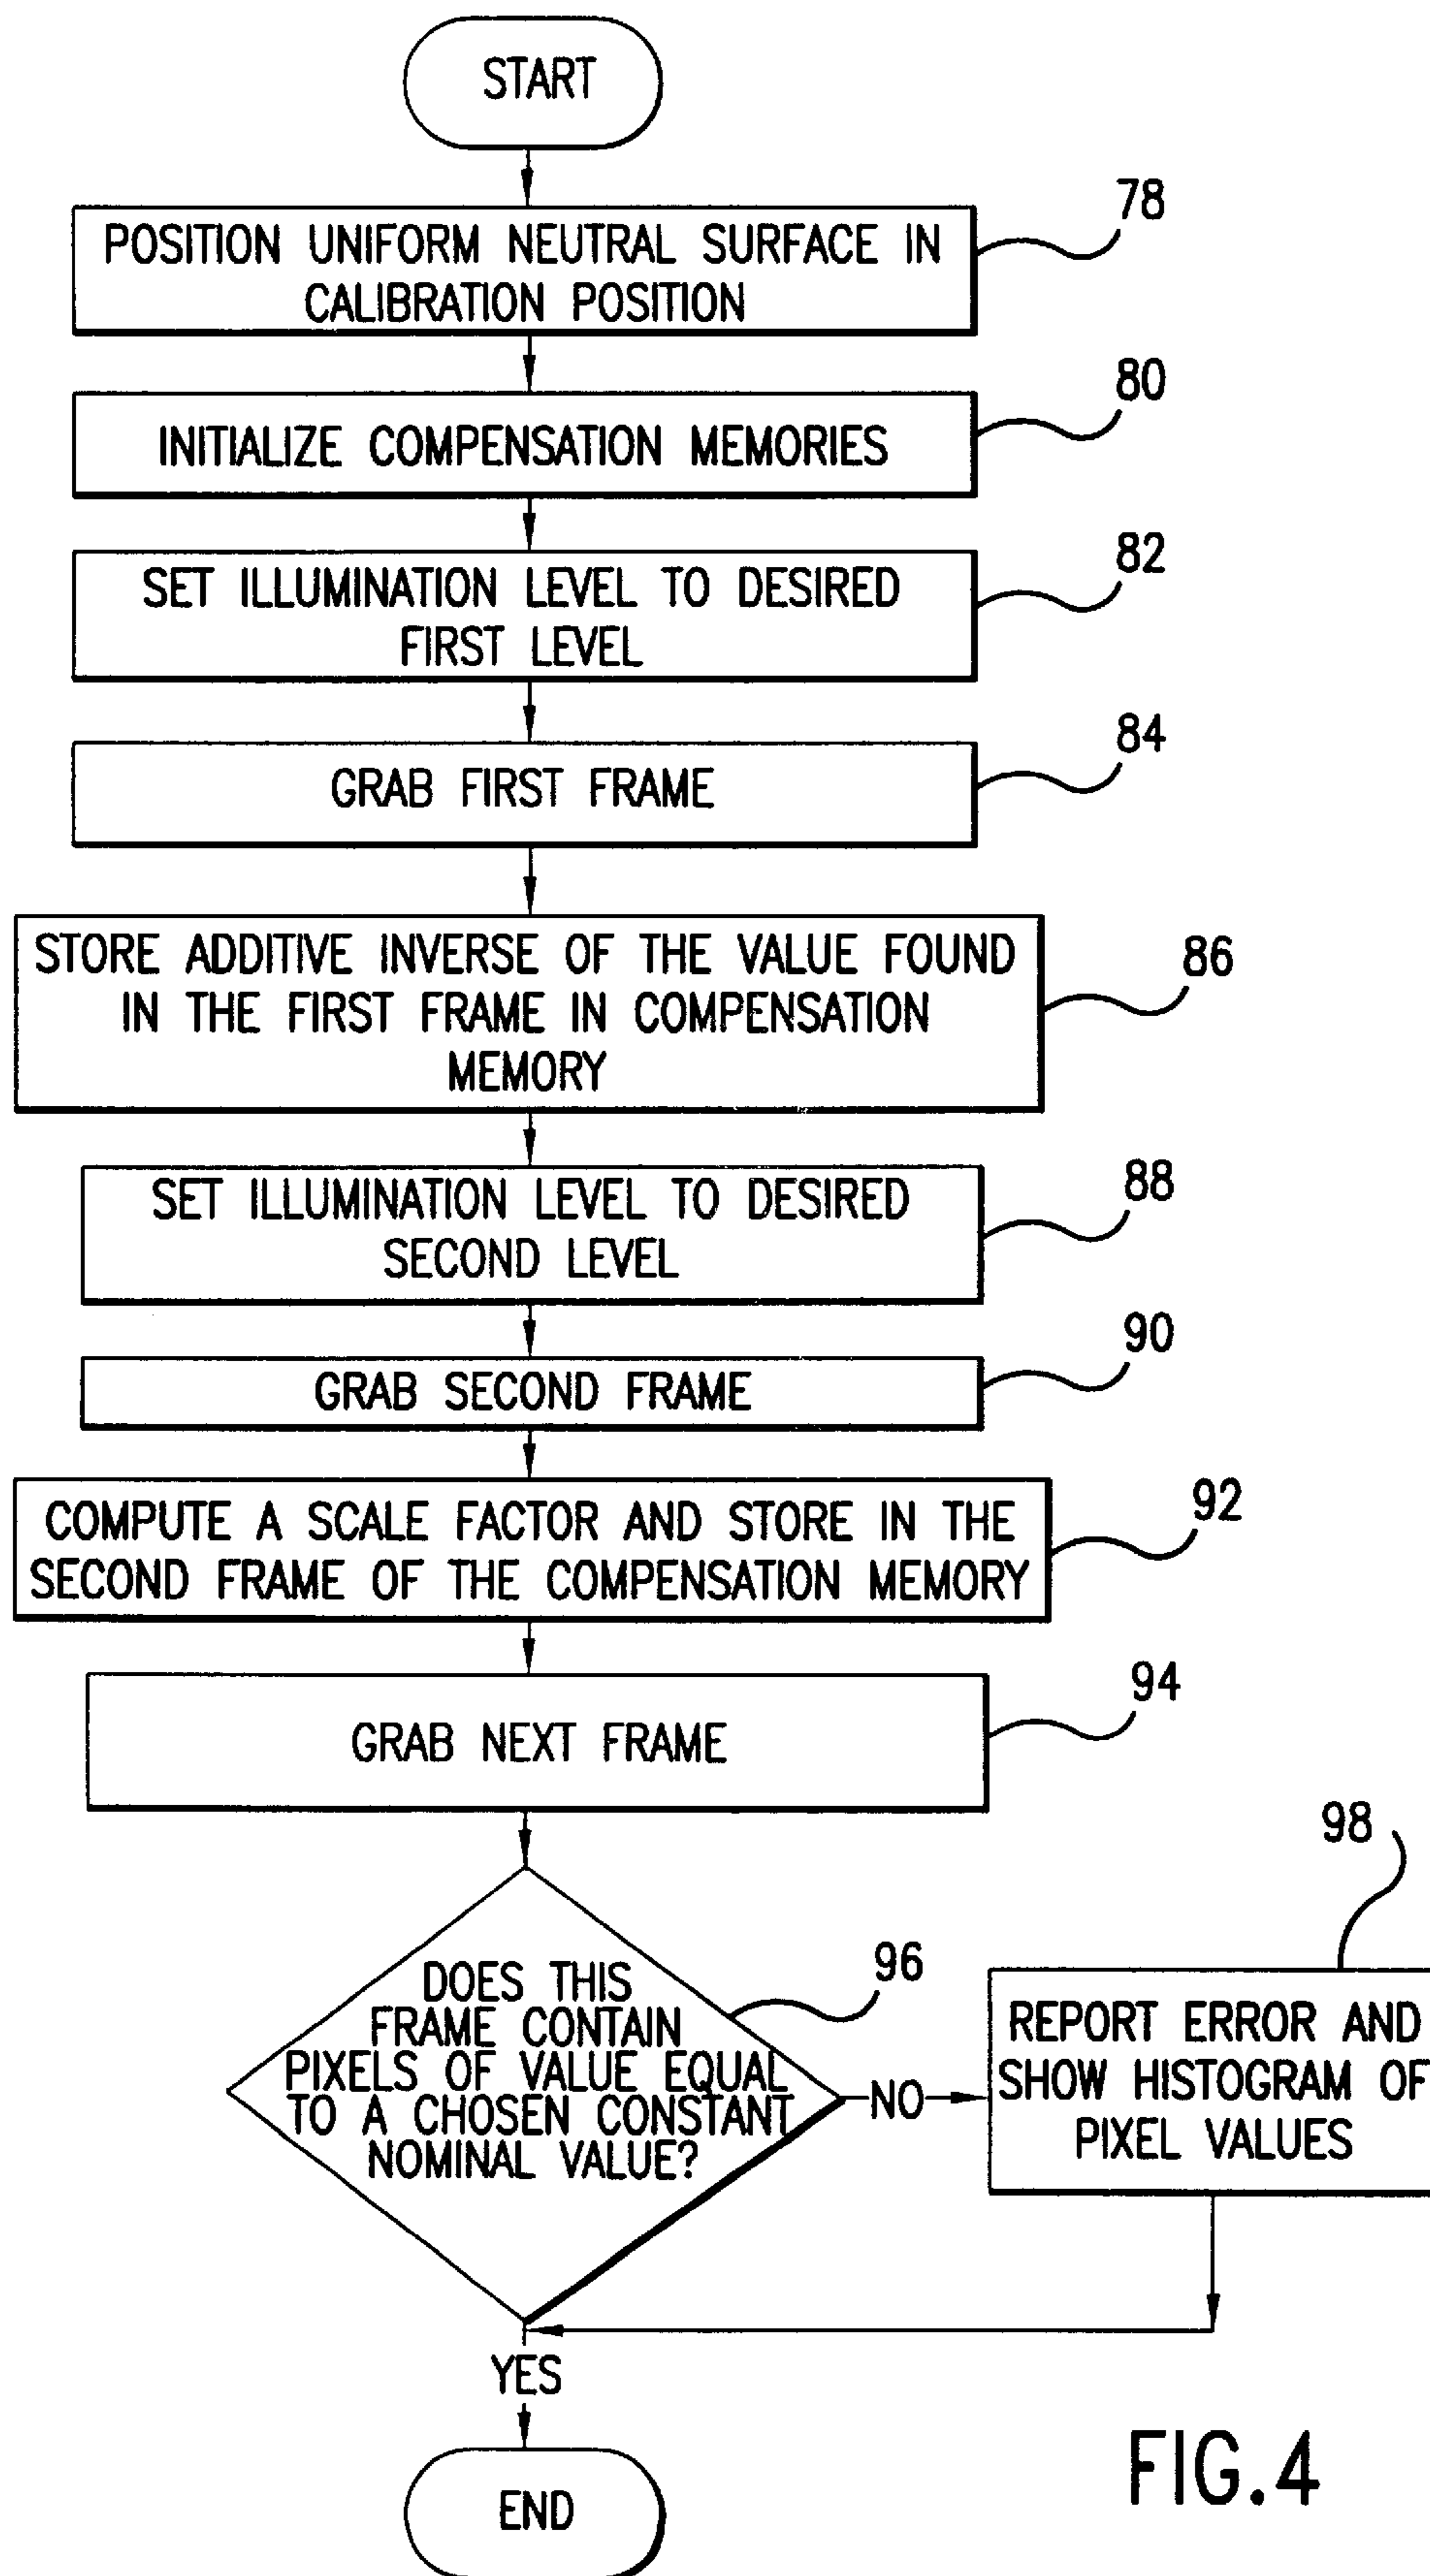 START
78
POSITION UNIFORM NEUTRAL SURFACE IN
CALIBRATION POSITION
80
INITIALIZE COMPENSATION MEMORIES
82
SET ILLUMINATION LEVEL TO DESIRED
FIRST LEVEL
84
GRAB FIRST FRAME
86
STORE ADDITIVE INVERSE OF THE VALUE FOUND
IN THE FIRST FRAME IN COMPENSATION
MEMORY
88
SET ILLUMINATION LEVEL TO DESIRED
SECOND LEVEL
90
GRAB SECOND FRAME
92
COMPUTE A SCALE FACTOR AND STORE IN THE
SECOND FRAME OF THE COMPENSATION MEMORY
94
GRAB NEXT FRAME
96
DOES THIS
FRAME CONTAIN
PIXELS OF VALUE EQUAL
TO A CHOSEN CONSTANT
NOMINAL VALUE?
NO
98
REPORT ERROR AND
SHOW HISTOGRAM OF
PIXEL VALUES
YES
END
FIG.4